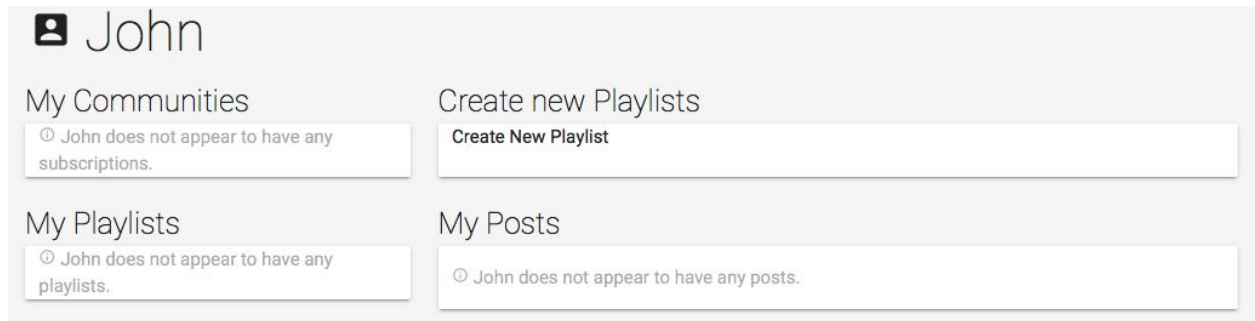 John
My Communities
John does not appear to have any
subscriptions.
Create new Playlists
Create New Playlist
My Playlists
John does not appear to have any
playlists.
My Posts
John does not appear to have any posts.